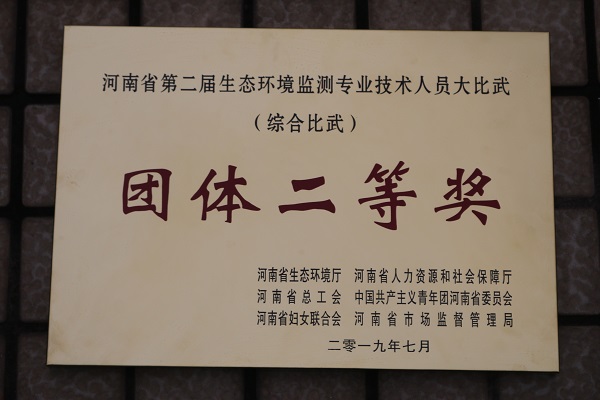 河南省第二届生态环境监测专业技术人员大比武
（综合比武）
团体二等奖
河南省生态环境厅 河南省人力资源和社会保障厅
河南省总工会 中国共产主义青年团河南省委员会
河南省妇女联合会 河南省市场监督管理局
二零一九年七月